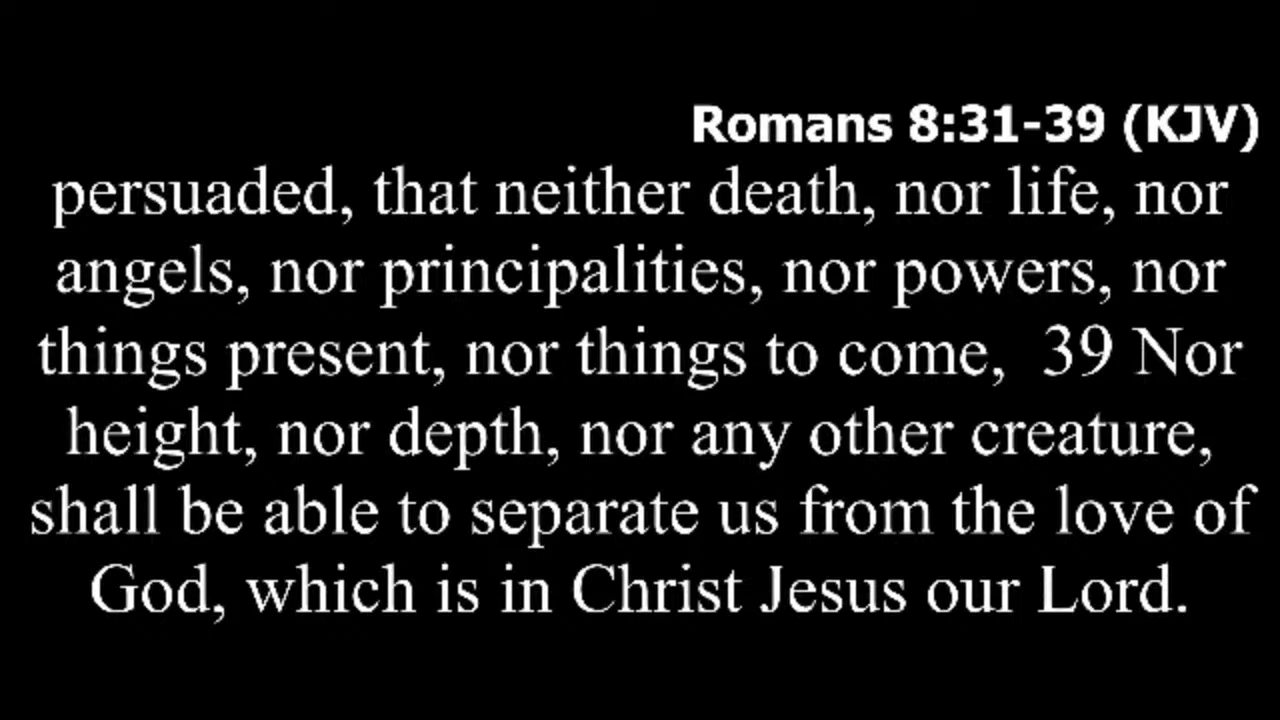 Romans 8:31-39 (KJV)
persuaded, that neither death, nor life, nor
angels, nor principalities, nor powers, nor
things present, nor things to come,  39 Nor
height, nor depth, nor any other creature,
shall be able to separate us from the love of
God, which is in Christ Jesus our Lord.